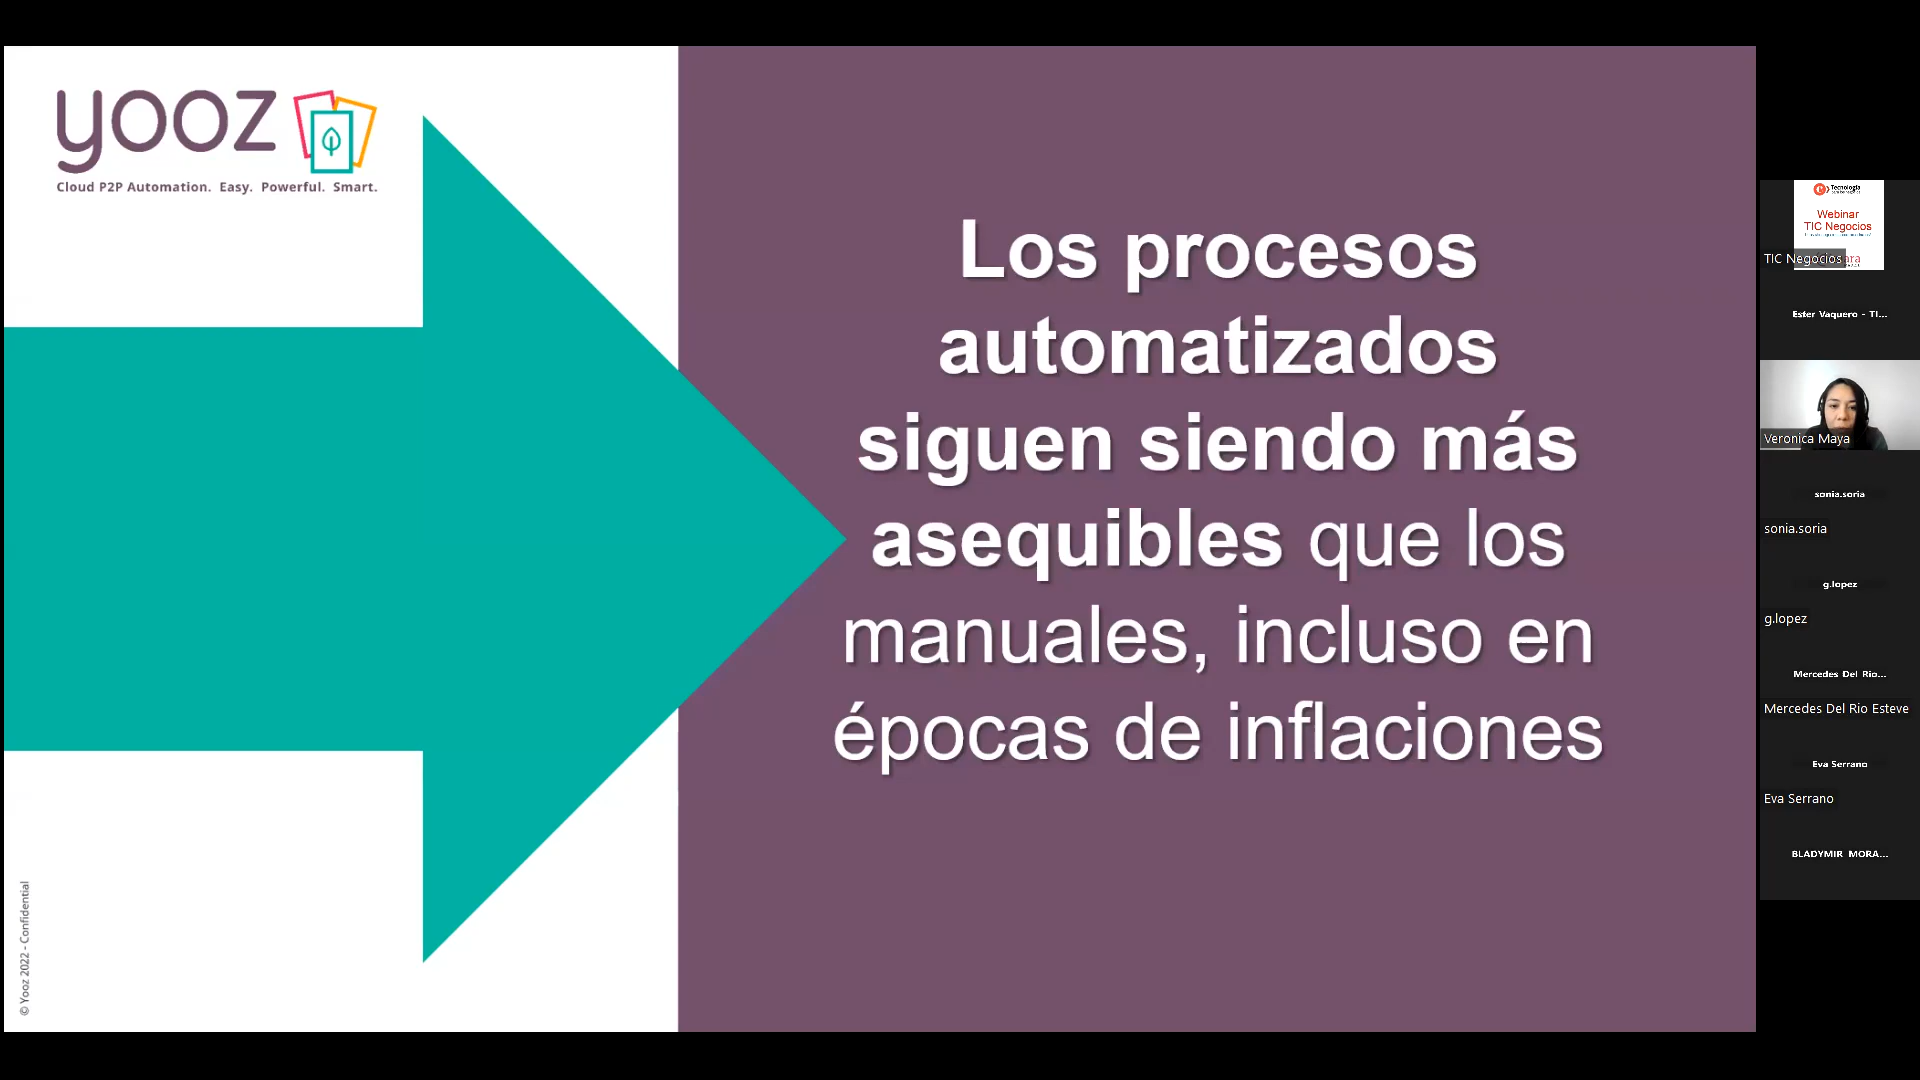 yooz
Cloud P2P Automation. Easy. Powerful. Smart.
Los procesos
automatizados
siguen siendo más
asequibles que los
manuales, incluso en
épocas de inflaciones
© Yooz 2022 - Confidential
Tecnología
Webinar
TIC Negocios
TIC Negocios
Ester Vaquero - TI...
Veronica Maya
sonia.soria
sonia.soria
g.lopez
g.lopez
Mercedes Del Rio...
Mercedes Del Rio Esteve
Eva Serrano
Eva Serrano
BLADYMIR MORA...